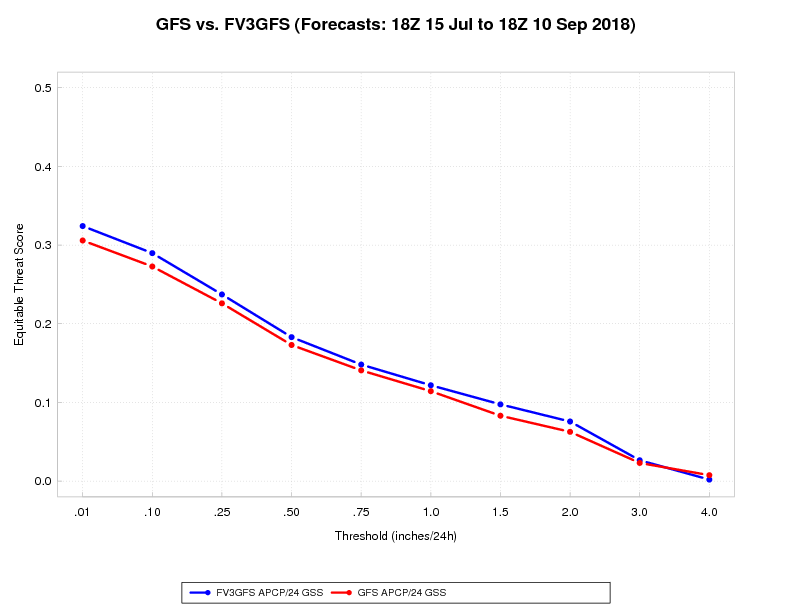 GFS vs. FV3GFS (Forecasts: 18Z 15 Jul to 18Z 10 Sep 2018)
0.5
0.4
0.3
0.2
0.1
0.0
Equitable Threat Score
.01 .10 .25 .50 .75 1.0 1.5 2.0 3.0 4.0
Threshold (inches/24h)
FV3GFS APCP/24 GSS GFS APCP/24 GSS